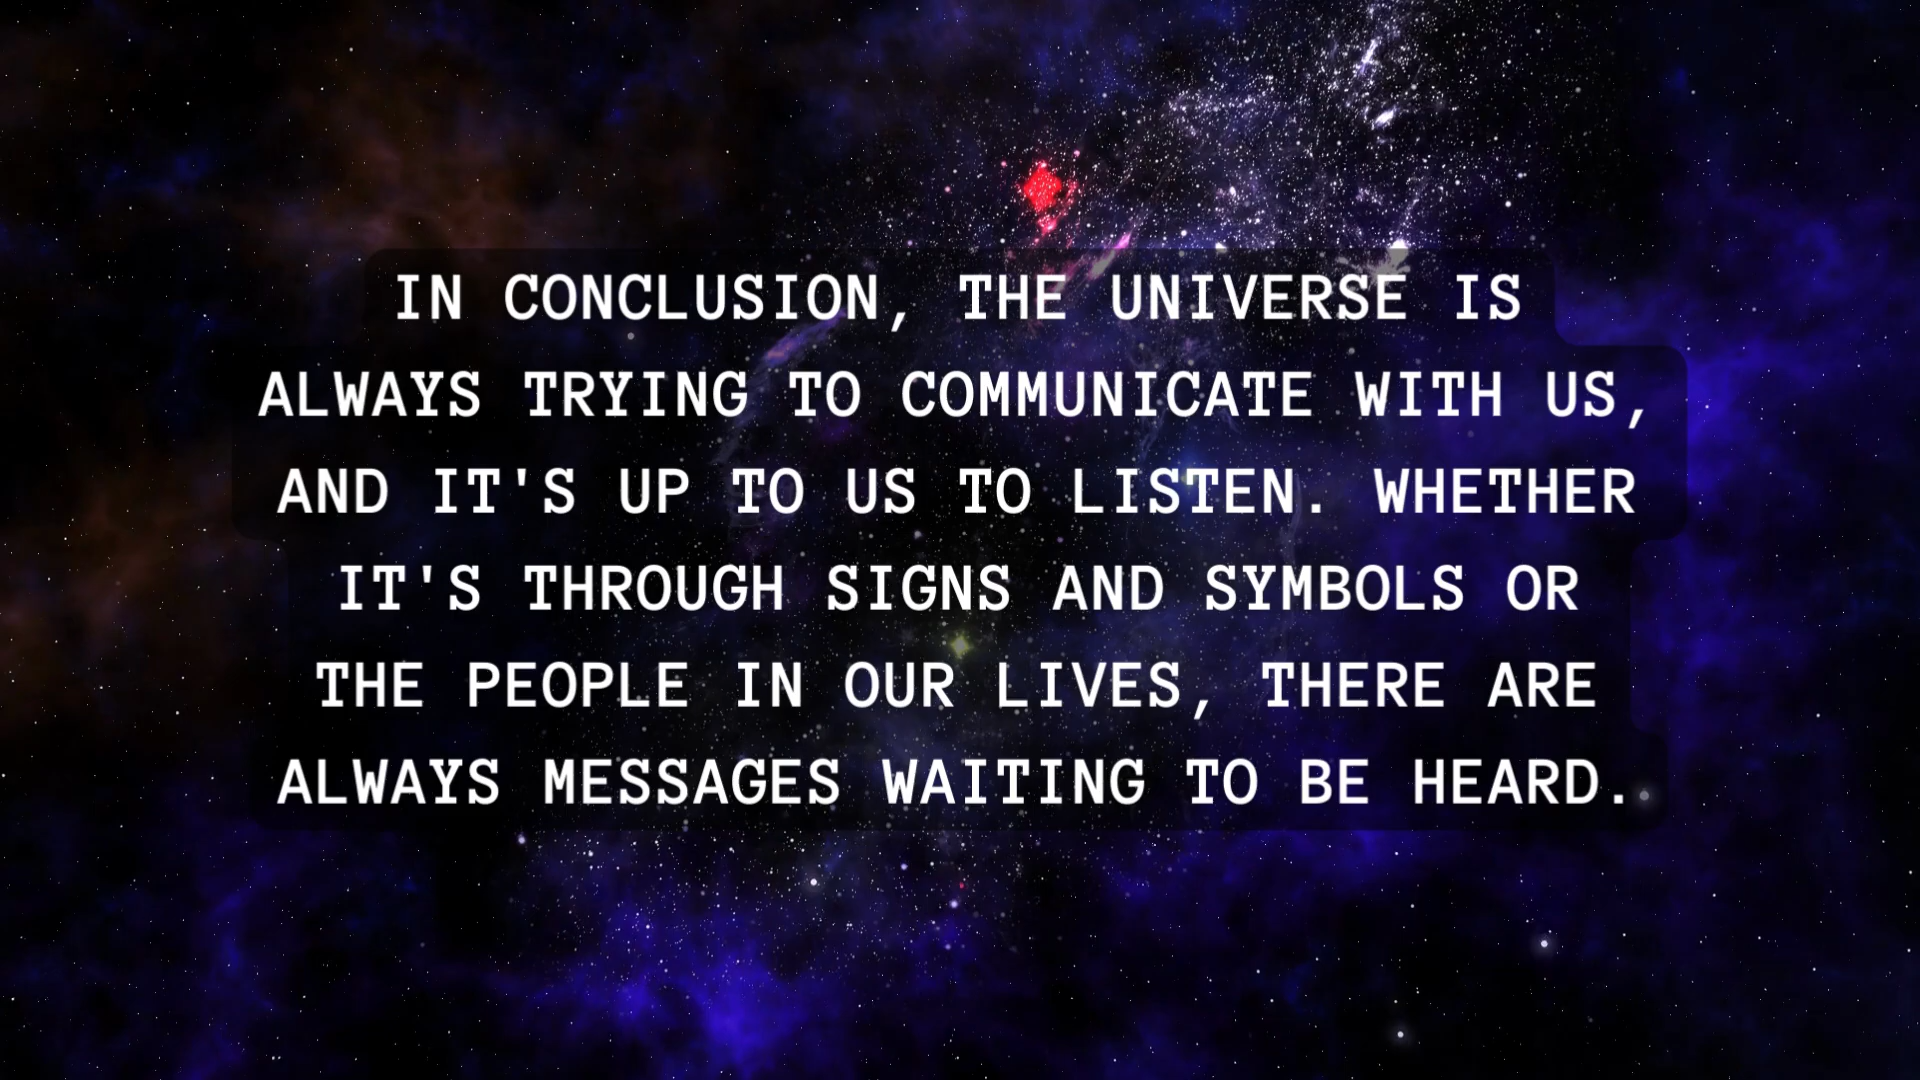 IN CONCLUSION, THE UNIVERSE IS
ALWAYS TRYING TO COMMUNICATE WITH US,
AND IT'S UP TO US TO LISTEN. WHETHER
IT'S THROUGH SIGNS AND SYMBOLS OR
THE PEOPLE IN OUR LIVES, THERE ARE
ALWAYS MESSAGES WAITING TO BE HEARD.